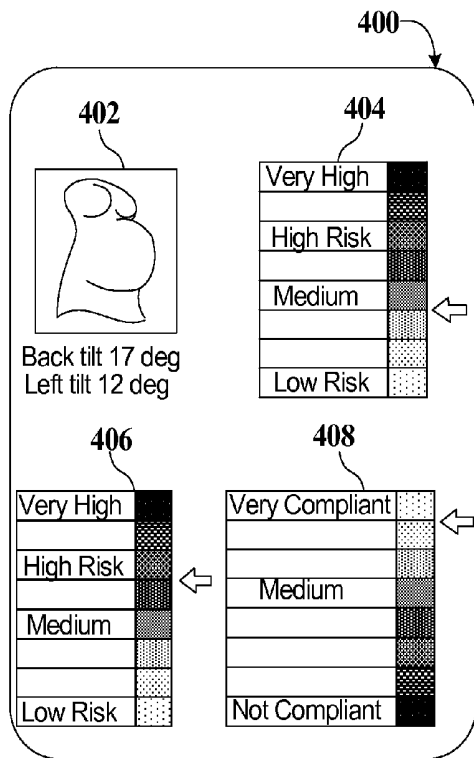 400
402
404
Very High
High Risk
Medium
Low Risk
Back tilt 17 deg
Left tilt 12 deg
406
Very High
High Risk
Medium
Low Risk
408
Very Compliant
Medium
Not Compliant